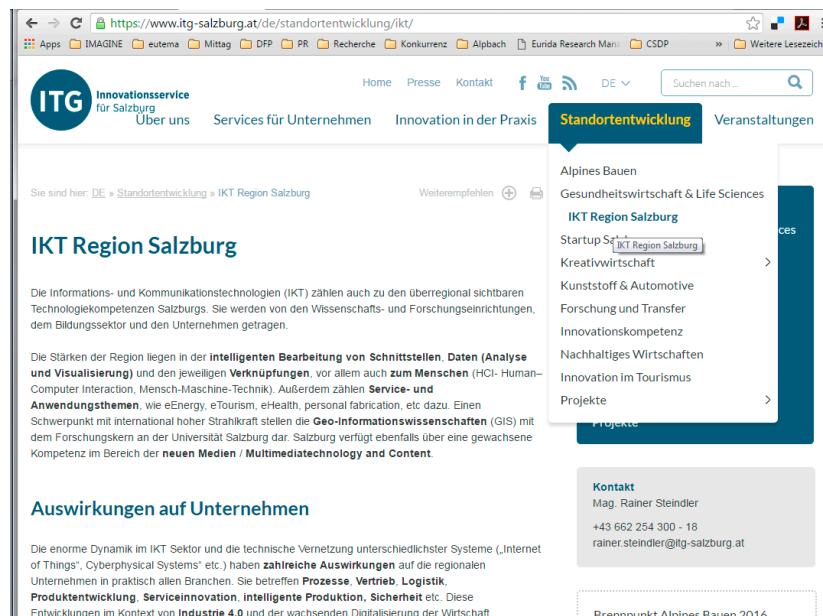 https://www.itg-salzburg.at/de/standortentwicklung/ikt/
Apps IMAGINE eutema Mittag DFP PR Recherche Konkurrenz Alpbach Eurida Research Man CSDP » Weitere Lesezeich
ITG Innovationsservice
für Salzburg
Home Presse Kontakt f You Tube DE Suchen nach ...
Über uns Services für Unternehmen Innovation in der Praxis Standortentwicklung Veranstaltungen
Sie sind hier: DE » Standortentwicklung » IKT Region Salzburg Weiterempfehlen
Alpines Bauen
Gesundheitswirtschaft & Life Sciences
IKT Region Salzburg
Startup
IKT Region Salzburg
Kreativwirtschaft
Kunststoff & Automotive
Forschung und Transfer
Innovationskompetenz
Nachhaltiges Wirtschaften
Innovation im Tourismus
Projekte
ces
Projekte
IKT Region Salzburg
Die Informations- und Kommunikationstechnologien (IKT) zählen auch zu den überregional sichtbaren
Technologiekompetenzen Salzburgs. Sie werden von den Wissenschafts- und Forschungseinrichtungen,
dem Bildungssektor und den Unternehmen getragen.
Die Stärken der Region liegen in der intelligenten Bearbeitung von Schnittstellen, Daten (Analyse
und Visualisierung) und den jeweiligen Verknüpfungen, vor allem auch zum Menschen (HCI- Human–
Computer Interaction, Mensch-Maschine-Technik). Außerdem zählen Service- und
Anwendungsthemen, wie eEnergy, eTourism, eHealth, personal fabrication, etc dazu. Einen
Schwerpunkt mit international hoher Strahlkraft stellen die Geo-Informationswissenschaften (GIS) mit
dem Forschungskern an der Universität Salzburg dar. Salzburg verfügt ebenfalls über eine gewachsene
Kompetenz im Bereich der neuen Medien / Multimediatechnology and Content.
Auswirkungen auf Unternehmen
Die enorme Dynamik im IKT Sektor und die technische Vernetzung unterschiedlichster Systeme („Internet
of Things", Cyberphysical Systems" etc.) haben zahlreiche Auswirkungen auf die regionalen
Unternehmen in praktisch allen Branchen. Sie betreffen Prozesse, Vertrieb, Logistik,
Produktentwicklung, Serviceinnovation, intelligente Produktion, Sicherheit etc. Diese
Entwicklungen im Kontext von Industrie 4.0 und der wachsenden Digitalisierung der Wirtschaft
Kontakt
Mag. Rainer Steindler
+43 662 254 300 - 18
rainer.steindler@itg-salzburg.at
Brennpunkt Alpines Bauen 2016